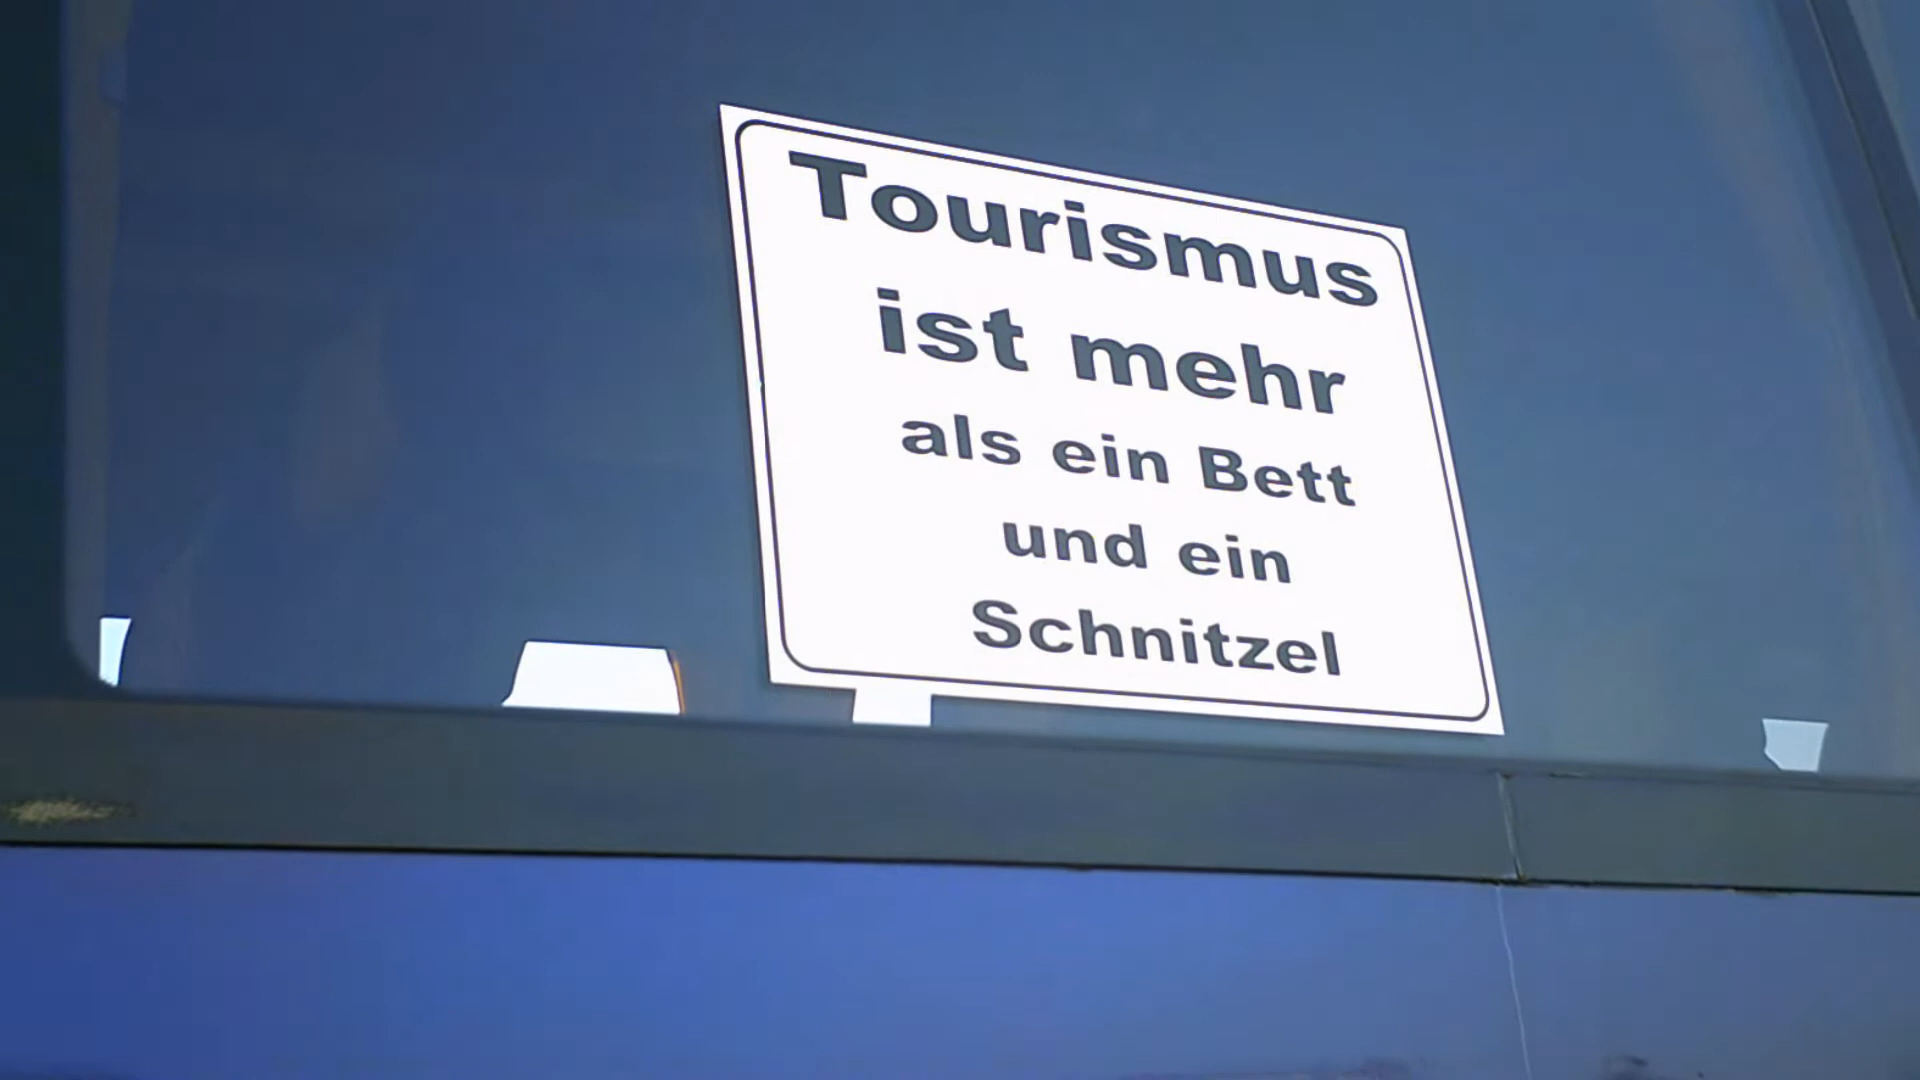 Tourismus
ist mehr
als ein Bett
und ein
Schnitzel